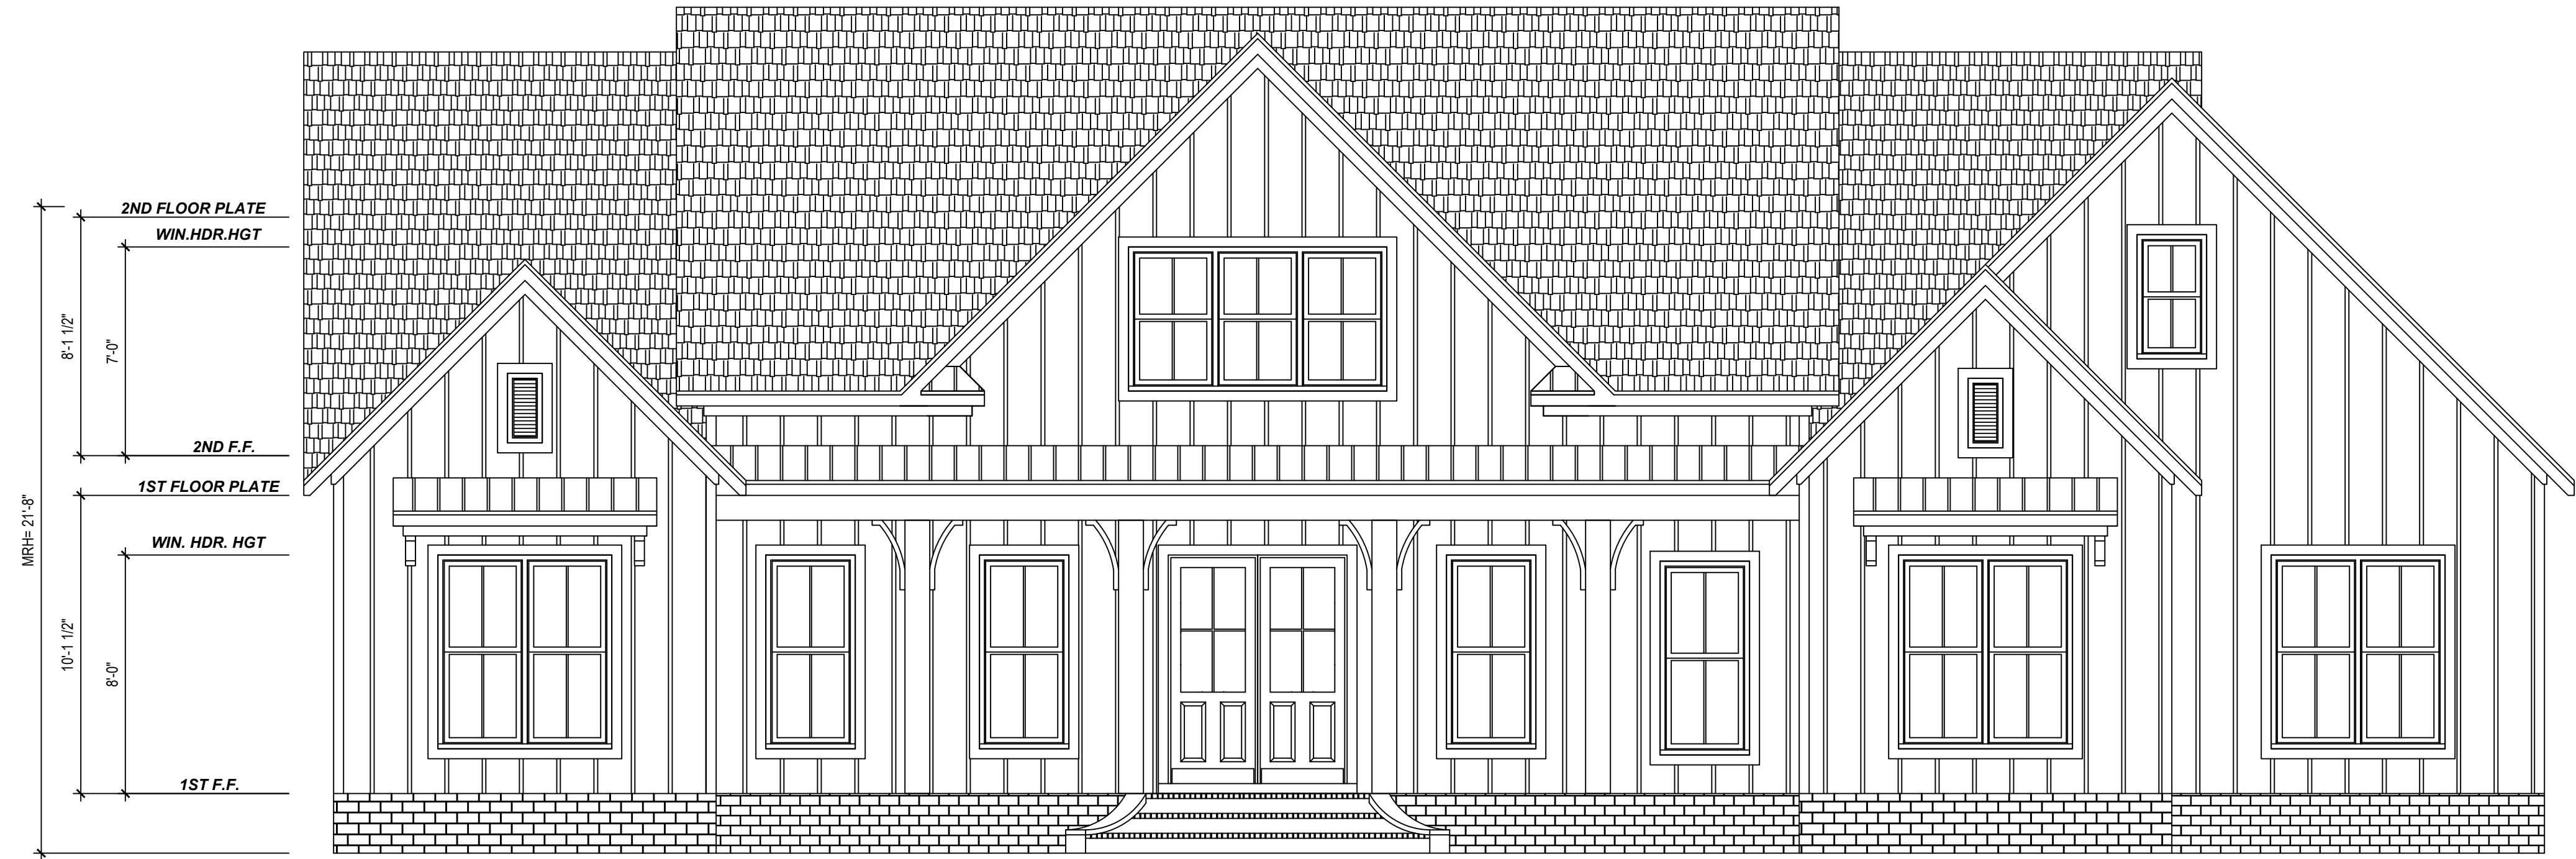 2ND FLOOR PLATE
WIN.HDR.HGT
8'-1 1/2"
7'-0"
2ND F.F.
1ST FLOOR PLATE
MRH= 21'-8"
WIN. HDR. HGT
10'-1 1/2"
8'-0"
1ST F.F.